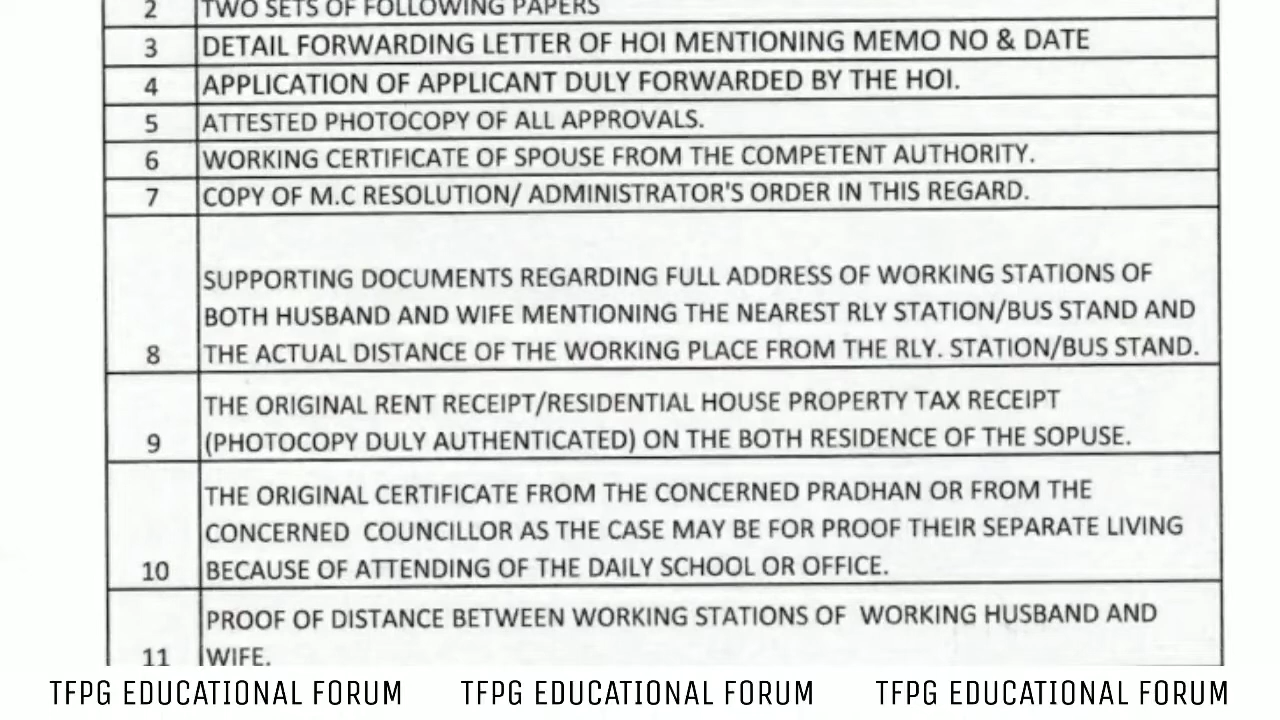 2 TWO SETS OF FOLLOWING PAPERS
3 DETAIL FORWARDING LETTER OF HOI MENTIONING MEMO NO & DATE
4 APPLICATION OF APPLICANT DULY FORWARDED BY THE HOI.
5 ATTESTED PHOTOCOPY OF ALL APPROVALS.
6 WORKING CERTIFICATE OF SPOUSE FROM THE COMPETENT AUTHORITY.
7 COPY OF M.C RESOLUTION/ ADMINISTRATOR'S ORDER IN THIS REGARD.
SUPPORTING DOCUMENTS REGARDING FULL ADDRESS OF WORKING STATIONS OF
BOTH HUSBAND AND WIFE MENTIONING THE NEAREST RLY STATION/BUS STAND AND
8 THE ACTUAL DISTANCE OF THE WORKING PLACE FROM THE RLY. STATION/BUS STAND.
THE ORIGINAL RENT RECEIPT/RESIDENTIAL HOUSE PROPERTY TAX RECEIPT
9 (PHOTOCOPY DULY AUTHENTICATED) ON THE BOTH RESIDENCE OF THE SOPUSE.
THE ORIGINAL CERTIFICATE FROM THE CONCERNED PRADHAN OR FROM THE
CONCERNED COUNCILLOR AS THE CASE MAY BE FOR PROOF THEIR SEPARATE LIVING
10 BECAUSE OF ATTENDING OF THE DAILY SCHOOL OR OFFICE.
PROOF OF DISTANCE BETWEEN WORKING STATIONS OF WORKING HUSBAND AND
11 WIFE.
TFPG EDUCATIONAL FORUM TFPG EDUCATIONAL FORUM TFPG EDUCATIONAL FORUM